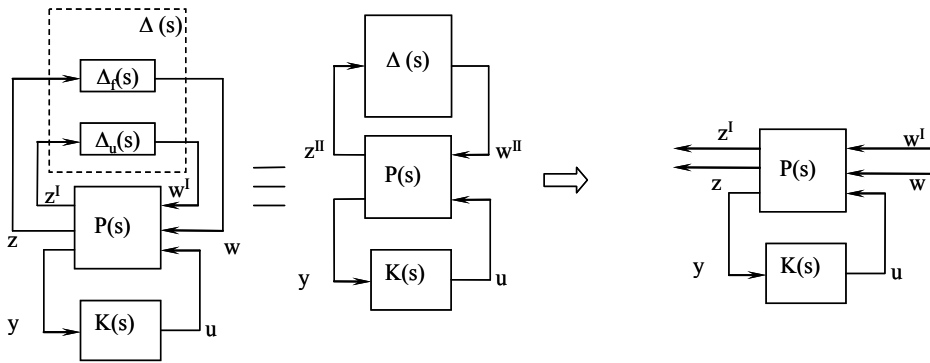 Δ (s)
Δf(s)
Δu(s)
zI
wI
P(s)
z
w
K(s)
y
u
Δ (s)
zII
wII
P(s)
K(s)
y
u
zI
wI
P(s)
z
w
K(s)
y
u